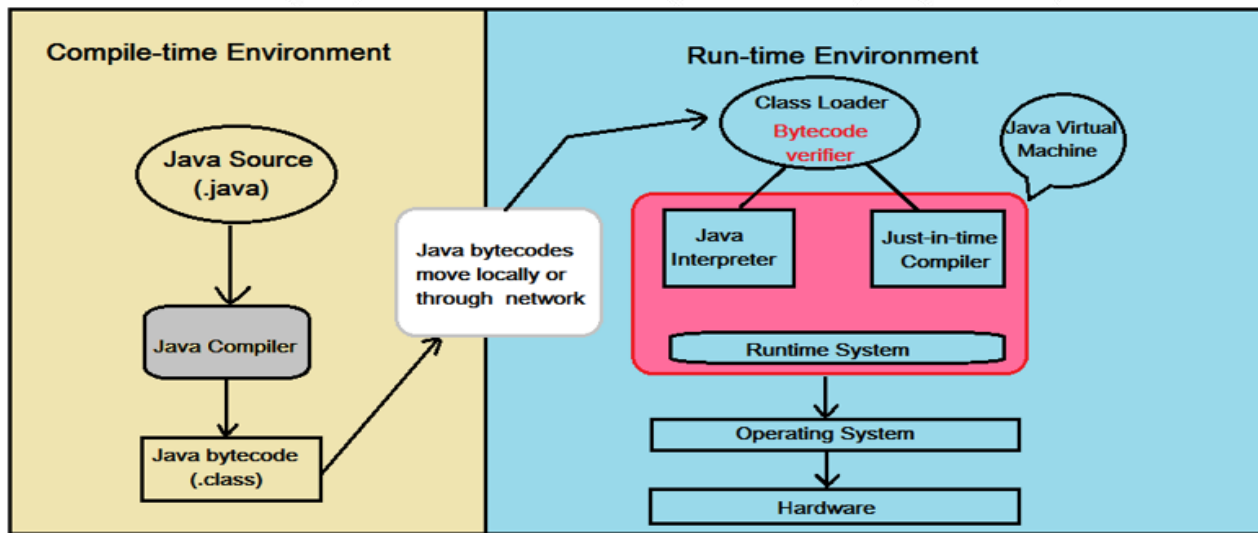 Compile-time Environment
Java Source
(.java)
Java Compiler
Java bytecode
(.class)
Java bytecodes
move locally or
through network
Run-time Environment
Class Loader
Bytecode
verifier
Java Virtual
Machine
Java
Interpreter
Just-in-time
Compiler
Runtime System
Operating System
Hardware